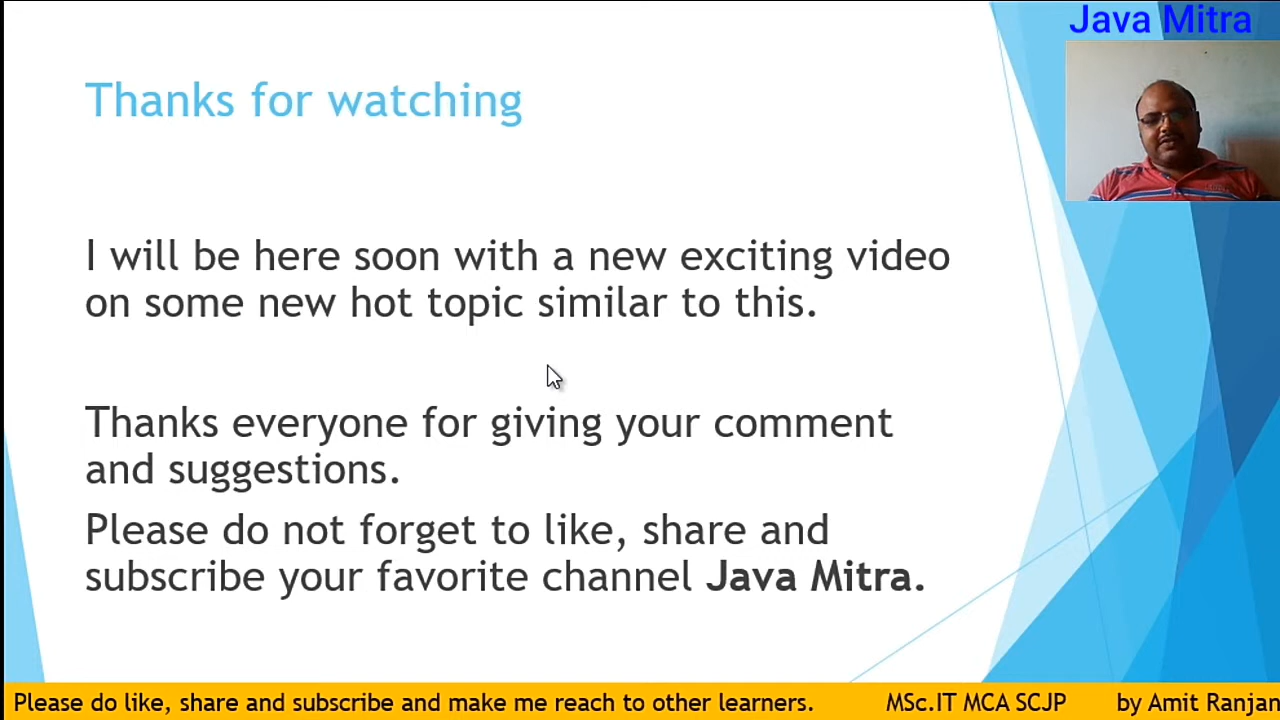 Java Mitra
Thanks for watching
I will be here soon with a new exciting video
on some new hot topic similar to this.
Thanks everyone for giving your comment
and suggestions.
Please do not forget to like, share and
subscribe your favorite channel Java Mitra.
Please do like, share and subscribe and make me reach to other learners. MSc.IT MCA SCJP by Amit Ranjan